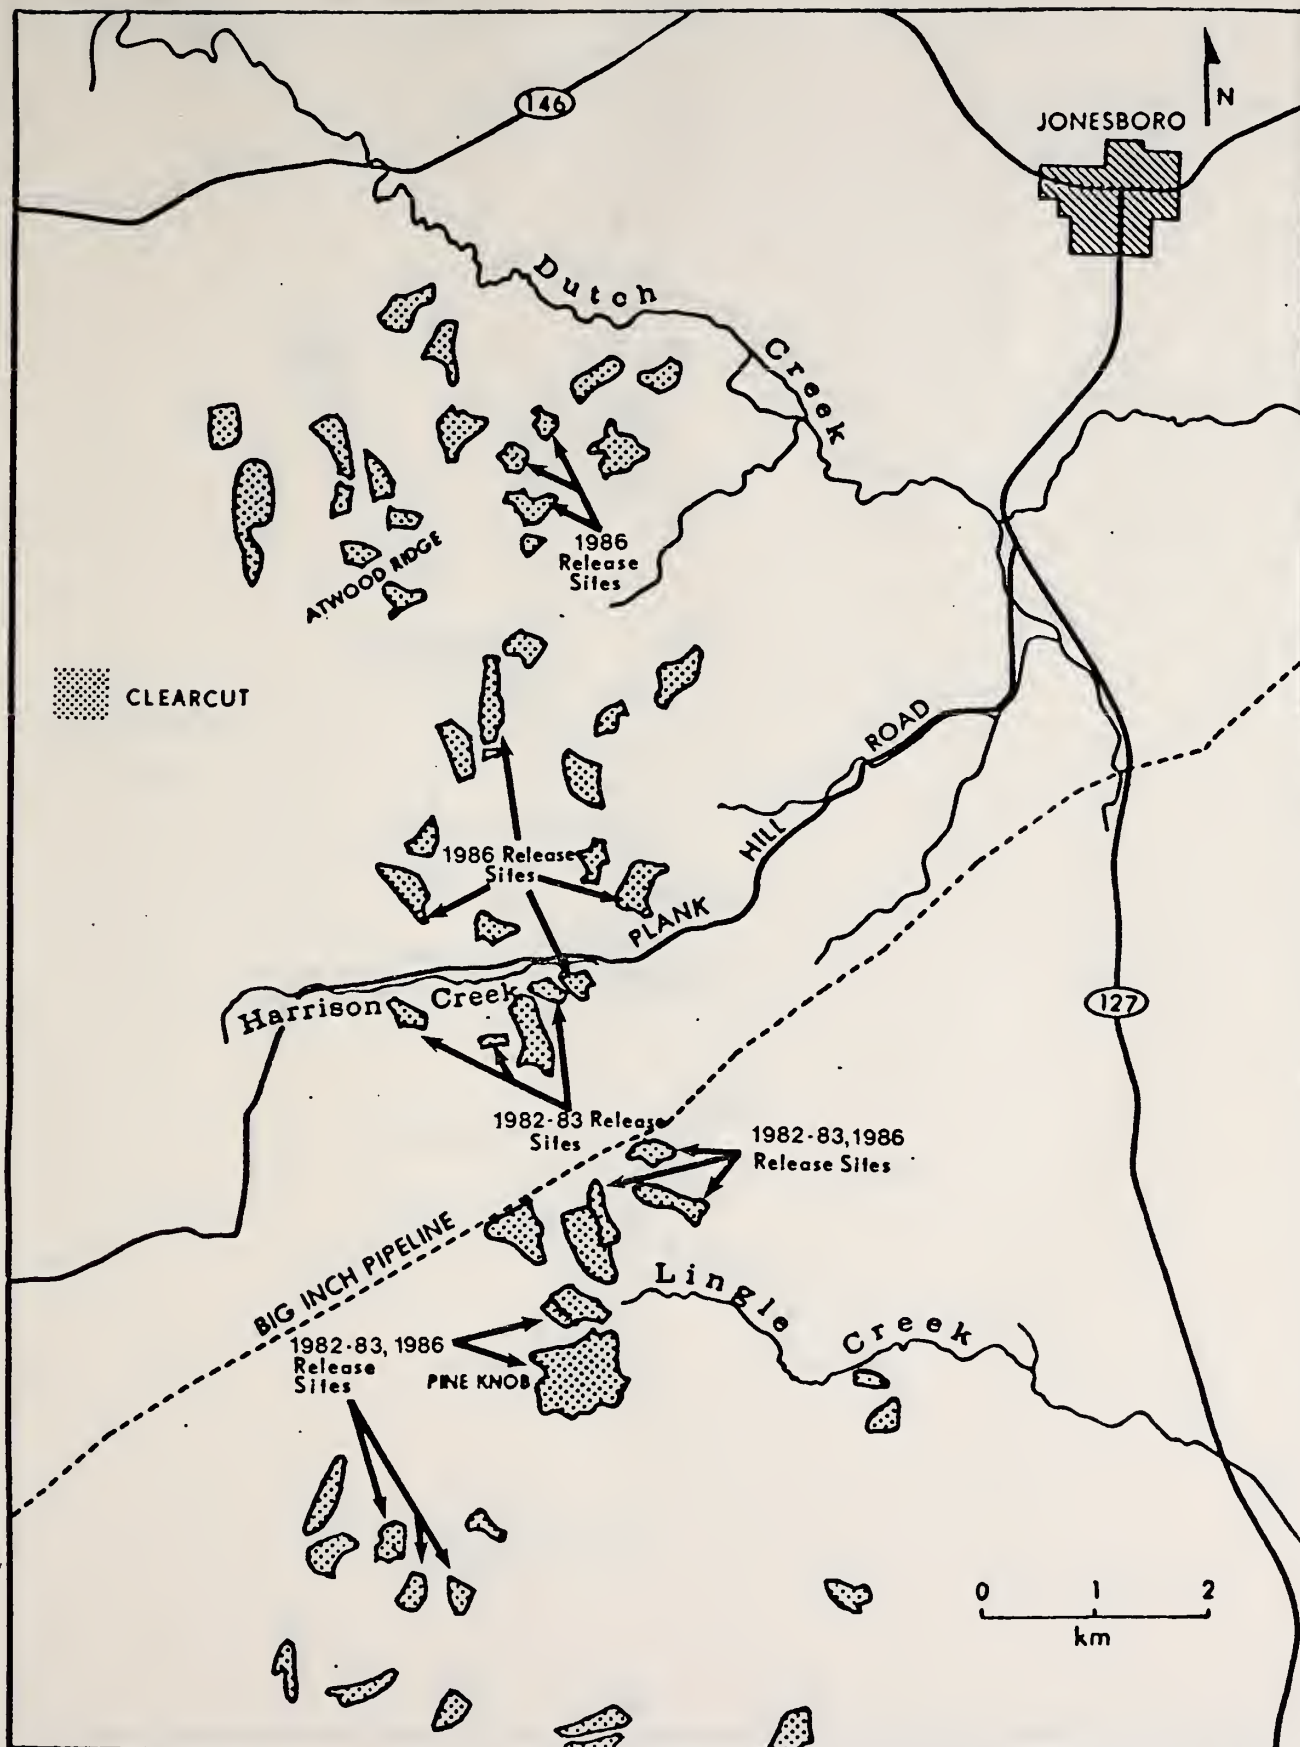 146
N
JONESBORO
Dutch
Creek
1986
Release
Sites
ATWOOD RIDGE
CLEARCUT
ROAD
HILL
PLANK
1986 Release
Sites
Harrison Creek
127
1982-83 Release
Sites
1982-83, 1986
Release Sites
BIG INCH PIPELINE
Lingle
Creek
1982-83, 1986
Release
Sites
PINE KNOB
0 1 2
km